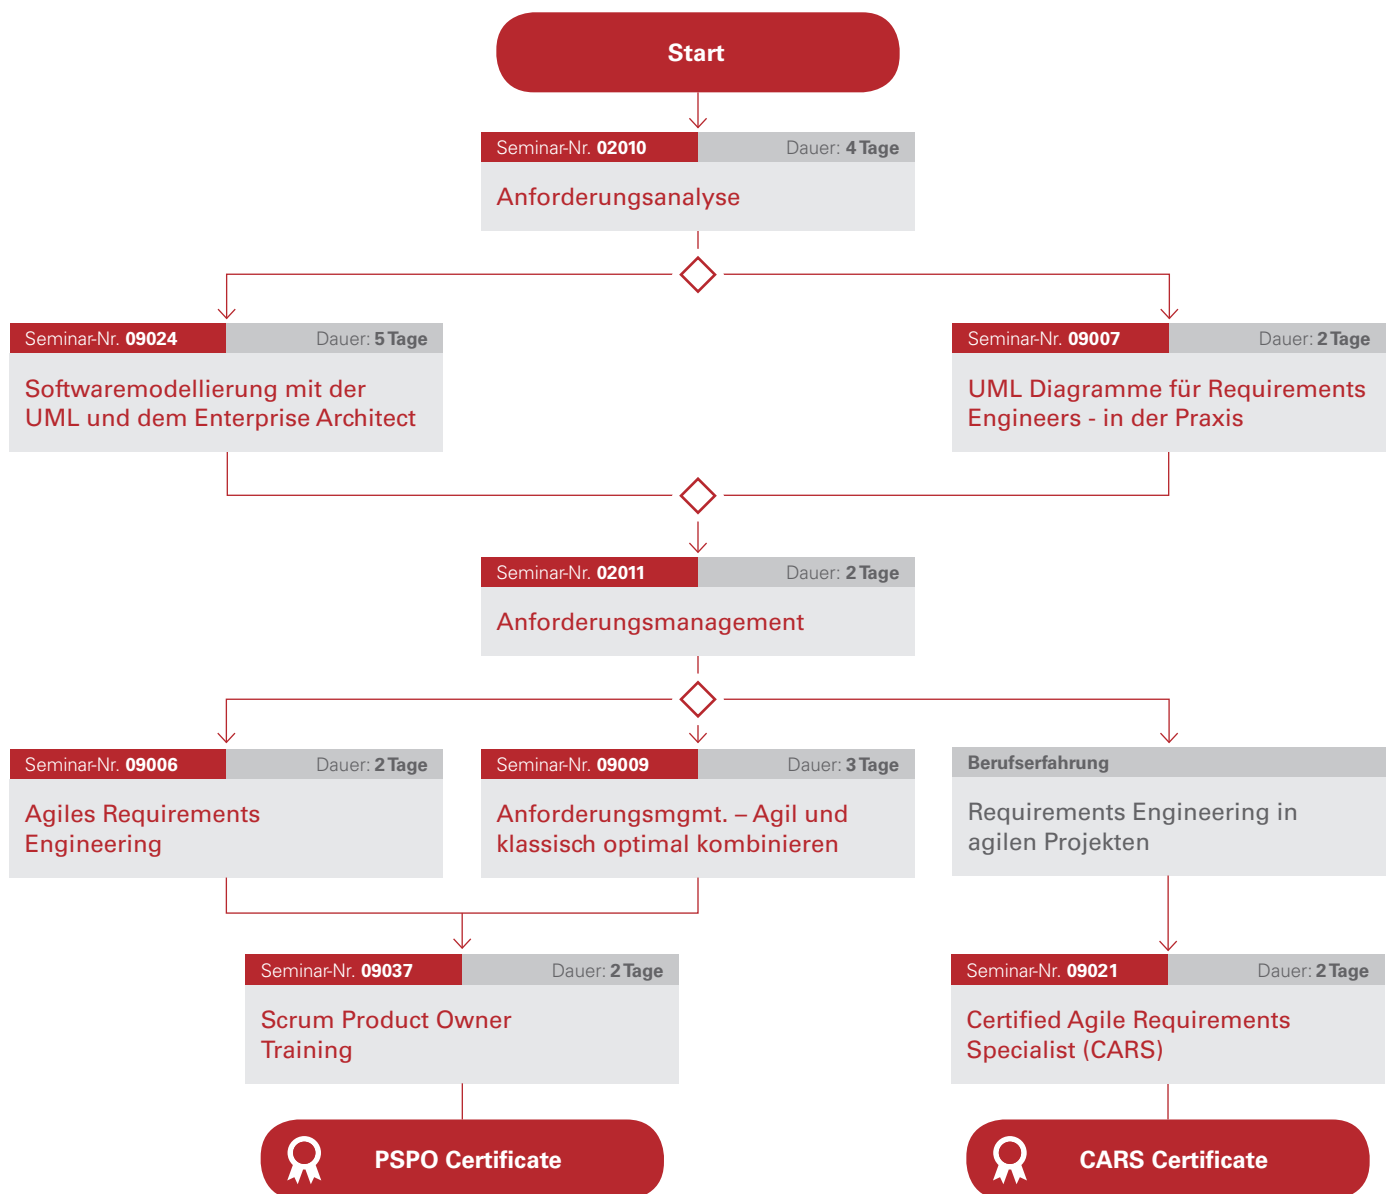 Start
Seminar-Nr. 02010 Dauer: 4 Tage
Anforderungsanalyse
Seminar-Nr. 09024 Dauer: 5 Tage
Softwaremodellierung mit der
UML und dem Enterprise Architect
Seminar-Nr. 09007 Dauer: 2 Tage
UML Diagramme für Requirements
Engineers - in der Praxis
Seminar-Nr. 02011 Dauer: 2 Tage
Anforderungsmanagement
Seminar-Nr. 09006 Dauer: 2 Tage
Agiles Requirements
Engineering
Seminar-Nr. 09009 Dauer: 3 Tage
Anforderungsmgmt. – Agil und
klassisch optimal kombinieren
Berufserfahrung
Requirements Engineering in
agilen Projekten
Seminar-Nr. 09037 Dauer: 2 Tage
Scrum Product Owner
Training
Seminar-Nr. 09021 Dauer: 2 Tage
Certified Agile Requirements
Specialist (CARS)
PSPO Certificate
CARS Certificate